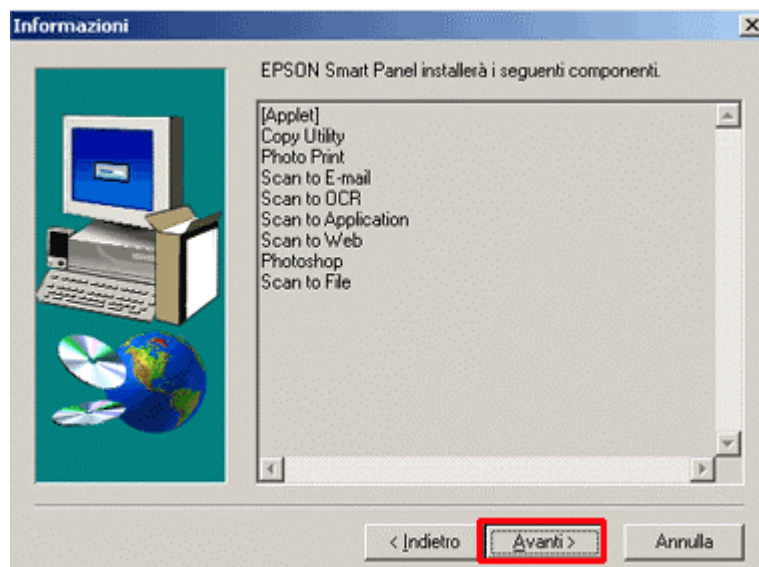 Informazioni
EPSON Smart Panel installerà i seguenti componenti.
[Applet]
Copy Utility
Photo Print
Scan to E-mail
Scan to OCR
Scan to Application
Scan to Web
Photoshop
Scan to File
< Indietro Avanti > Annulla